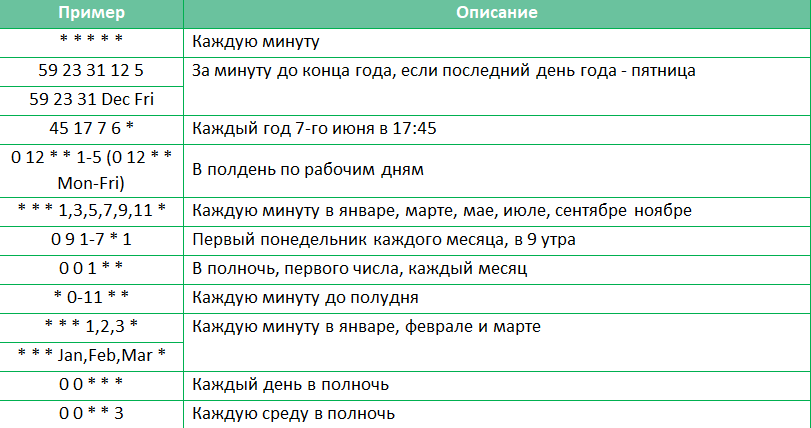 Пример Описание
* * * * * Каждую минуту
59 23 31 12 5 За минуту до конца года, если последний день года - пятница
59 23 31 Dec Fri
45 17 7 6 * Каждый год 7-го июня в 17:45
0 12 * * 1-5 (0 12 * *
Mon-Fri) В полдень по рабочим дням
* * * 1,3,5,7,9,11 * Каждую минуту в январе, марте, мае, июле, сентябре ноябре
0 9 1-7 * 1 Первый понедельник каждого месяца, в 9 утра
0 0 1 * * В полночь, первого числа, каждый месяц
* 0-11 * * Каждую минуту до полудня
* * * 1,2,3 * Каждую минуту в январе, феврале и марте
* * * Jan,Feb,Mar *
0 0 * * * Каждый день в полночь
0 0 * * 3 Каждую среду в полночь